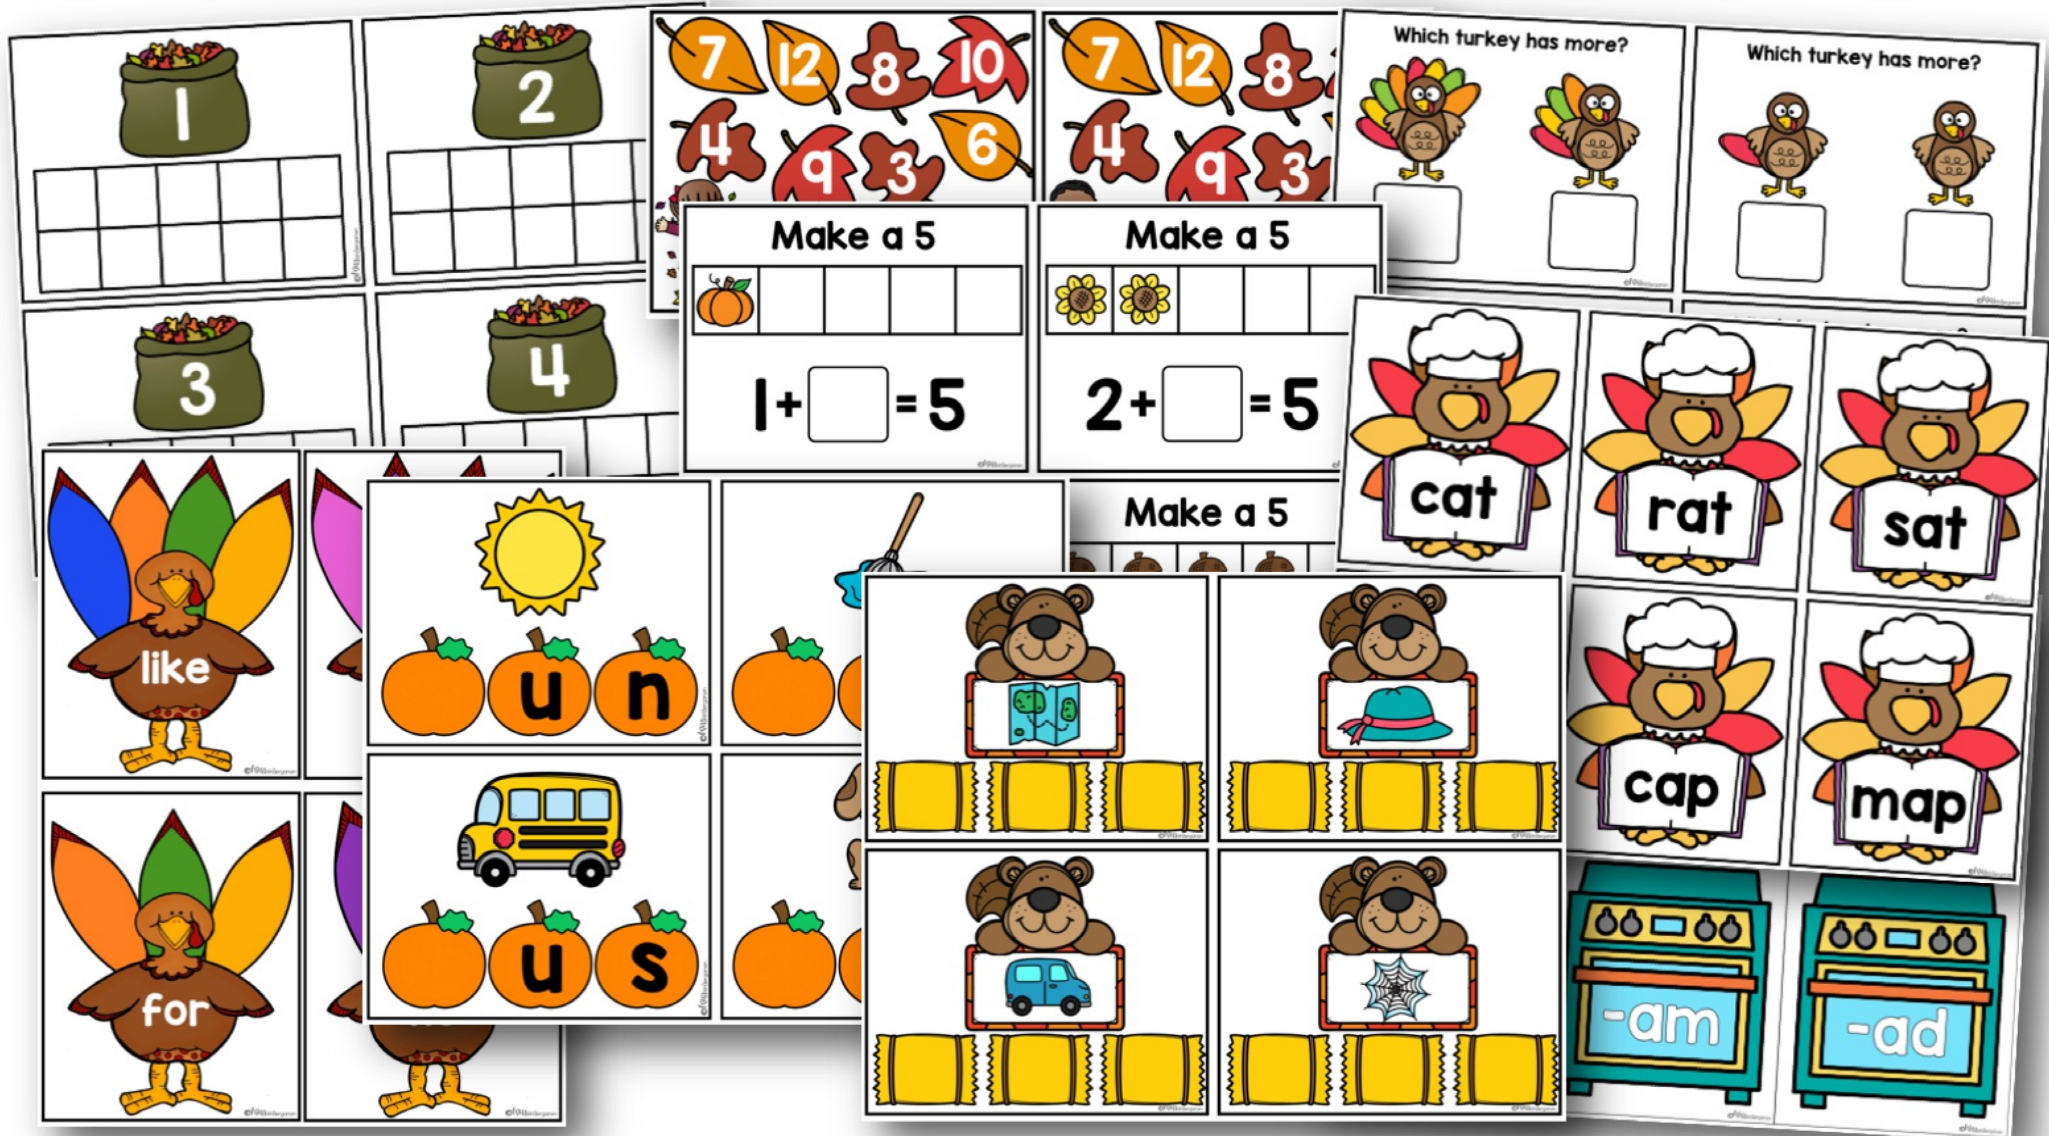 1
2
3
4
7 12 8 10
4 9 3 6
7 12 8
4 9 3
Which turkey has more?
Which turkey has more?
Make a 5
1+ = 5
Make a 5
2+ = 5
Make a 5
cat
rat
sat
cap
map
like
for
u n
u s
-am
-ad